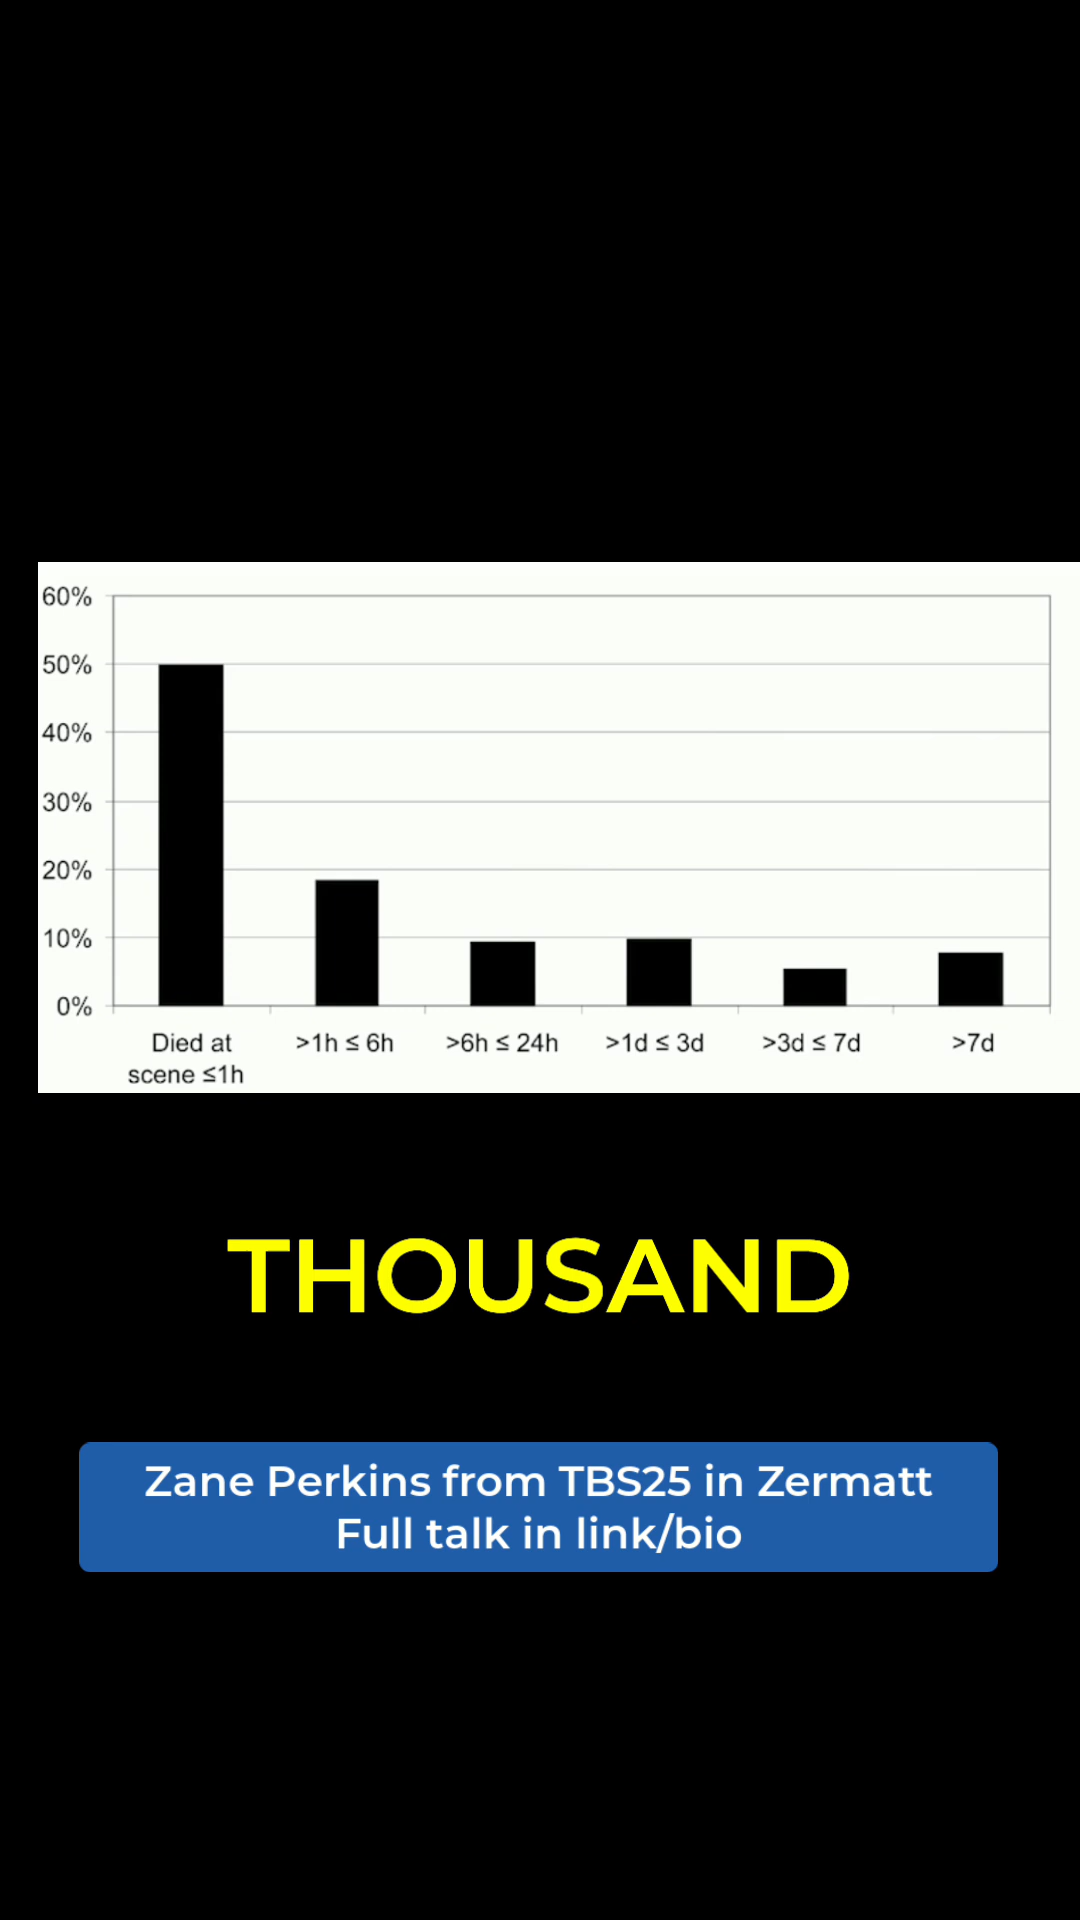 60%
50%
40%
30%
20%
10%
0%
Died at scene ≤1h
>1h ≤ 6h
>6h ≤ 24h
>1d ≤ 3d
>3d ≤ 7d
>7d
THOUSAND
Zane Perkins from TBS25 in Zermatt
Full talk in link/bio